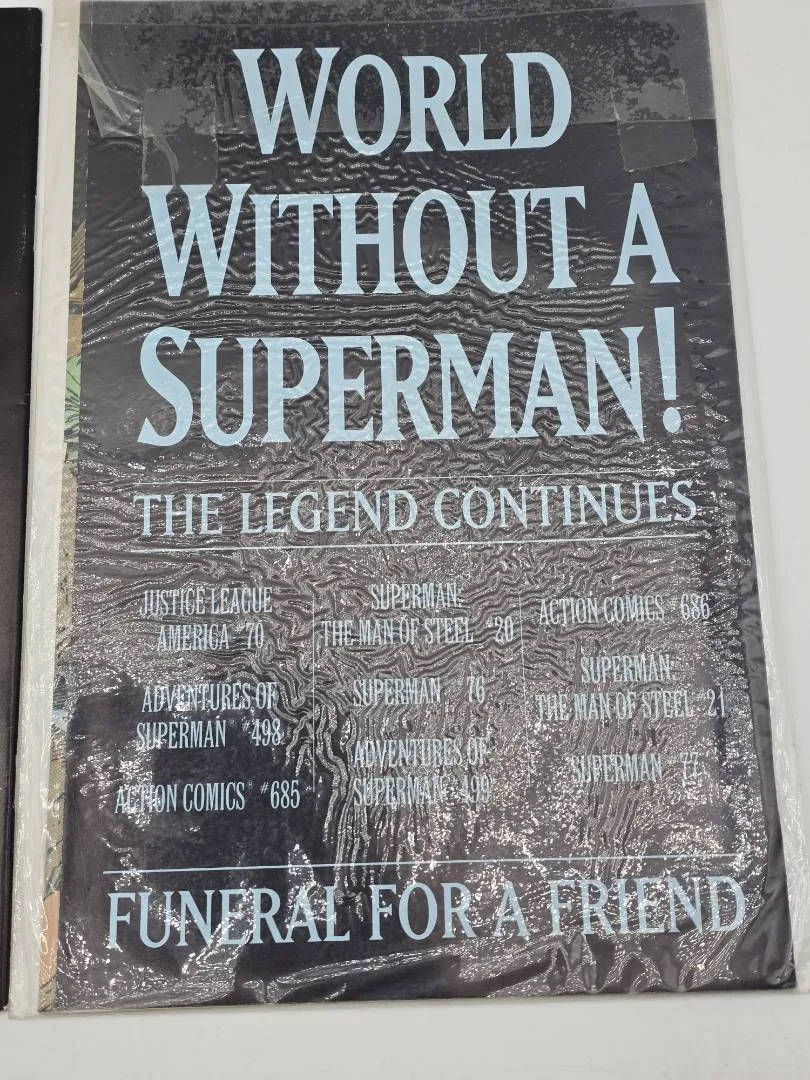 WORLD
WITHOUT A
SUPERMAN!
THE LEGEND CONTINUES
JUSTICE LEAGUE
AMERICA #70
ADVENTURES OF
SUPERMAN #498
ACTION COMICS® #685
SUPERMAN:
THE MAN OF STEEL #20
SUPERMAN 76
ADVENTURES OF
SUPERMAN 499
ACTION COMICS #686
SUPERMAN:
THE MAN OF STEEL #21
SUPERMAN #77
FUNERAL FOR A FRIEND